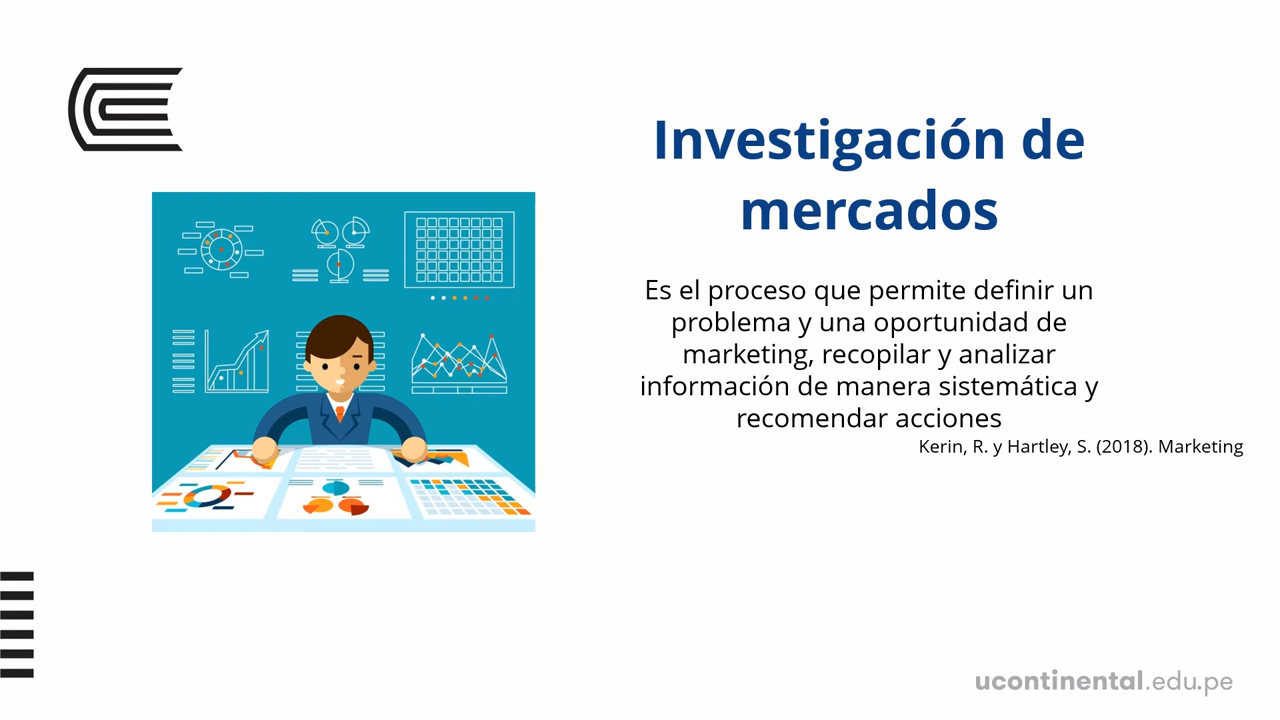 Investigación de
mercados
Es el proceso que permite definir un
problema y una oportunidad de
marketing, recopilar y analizar
información de manera sistemática y
recomendar acciones
Kerin, R. y Hartley, S. (2018). Marketing
ucontinental.edu.pe